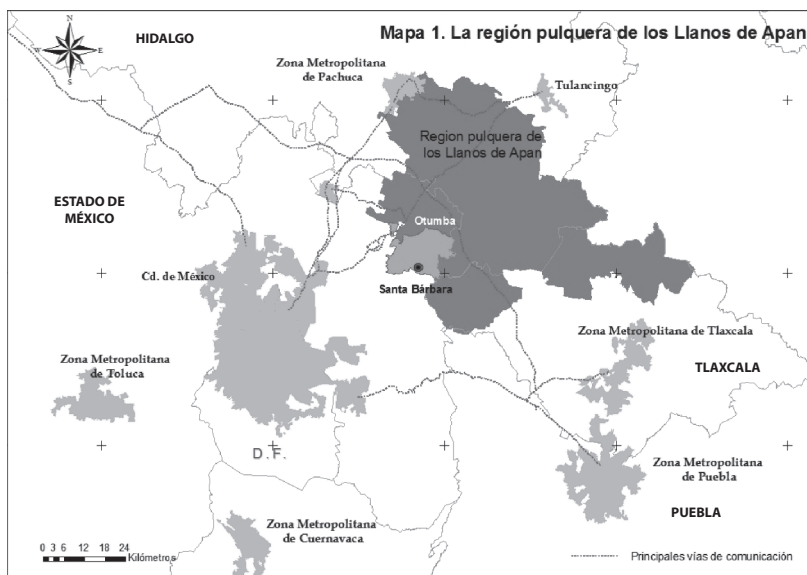 HIDALGO
Mapa 1. La región pulquera de los Llanos de Apan
N
W
E
S
Zona Metropolitana
de Pachuca
Tulancingo
Region pulquera de
los Llanos de Apan
ESTADO DE
MÉXICO
Otumba
Cd. de México
Santa Bárbara
Zona Metropolitana de Tlaxcala
Zona Metropolitana
de Toluca
TLAXCALA
D.F.
Zona Metropolitana
de Puebla
PUEBLA
Zona Metropolitana
de Cuernavaca
0 3 6 12 18 24
Kilómetros
Principales vías de comunicación